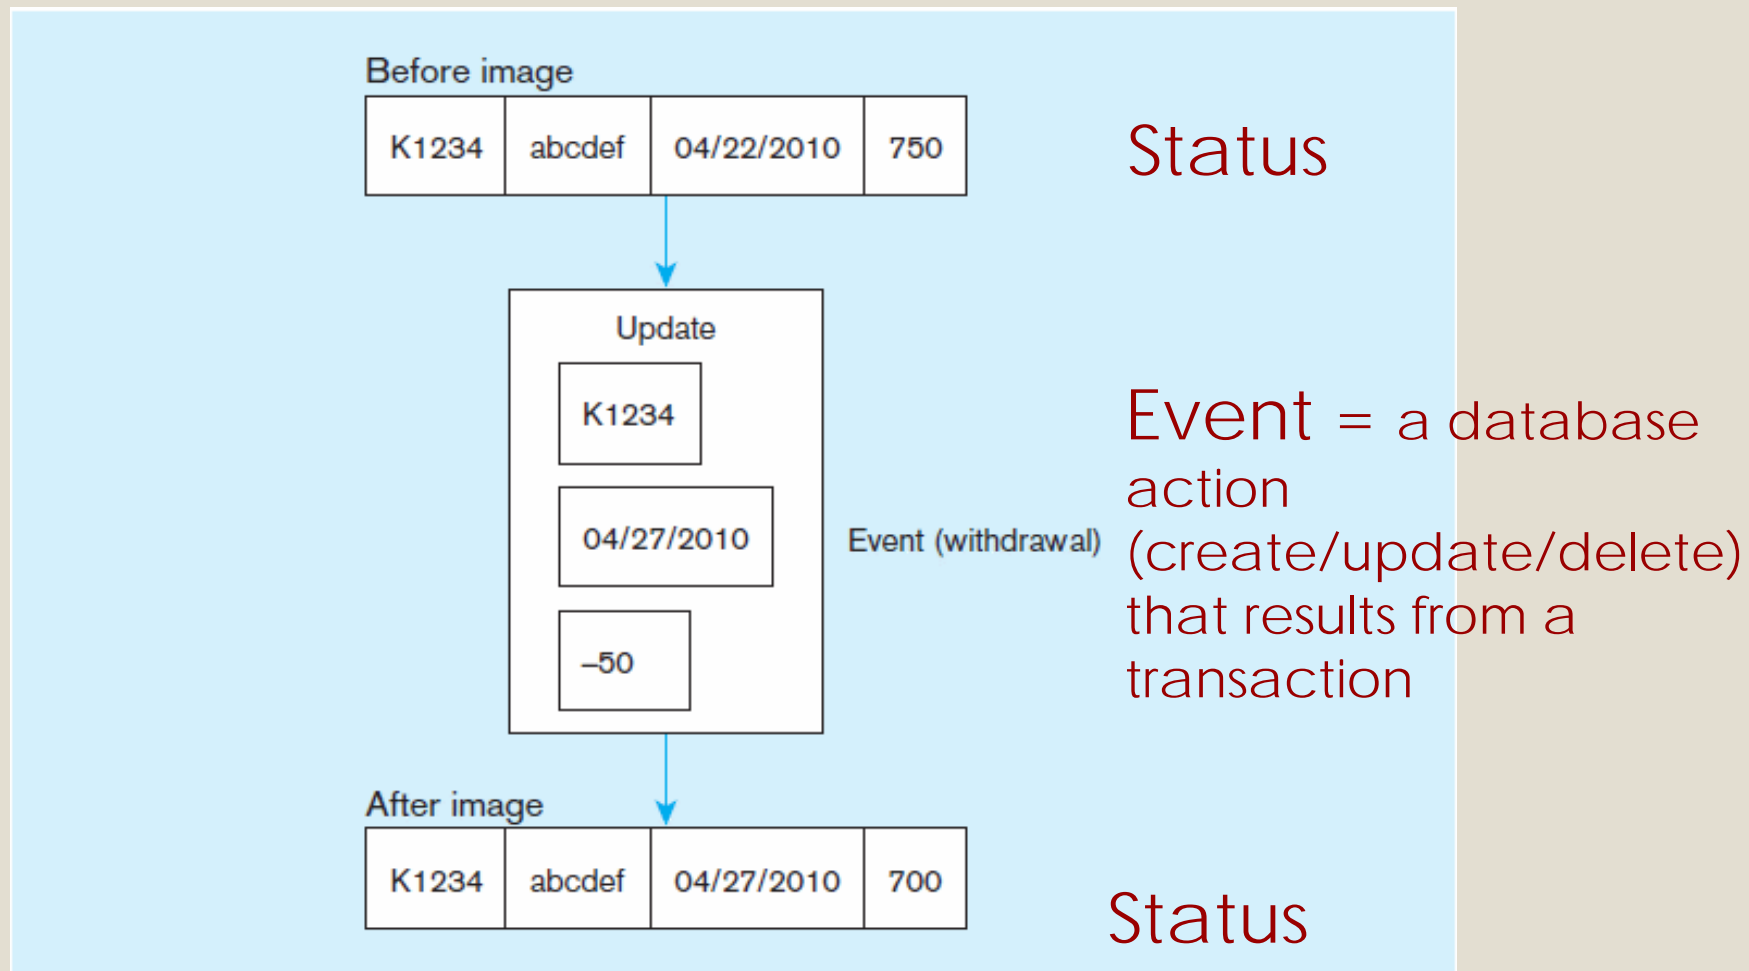 Before image
K1234 abcdef 04/22/2010 750
Status
Update
K1234
04/27/2010
–50
Event (withdrawal)
Event = a database
action
(create/update/delete)
that results from a
transaction
After image
K1234 abcdef 04/27/2010 700
Status